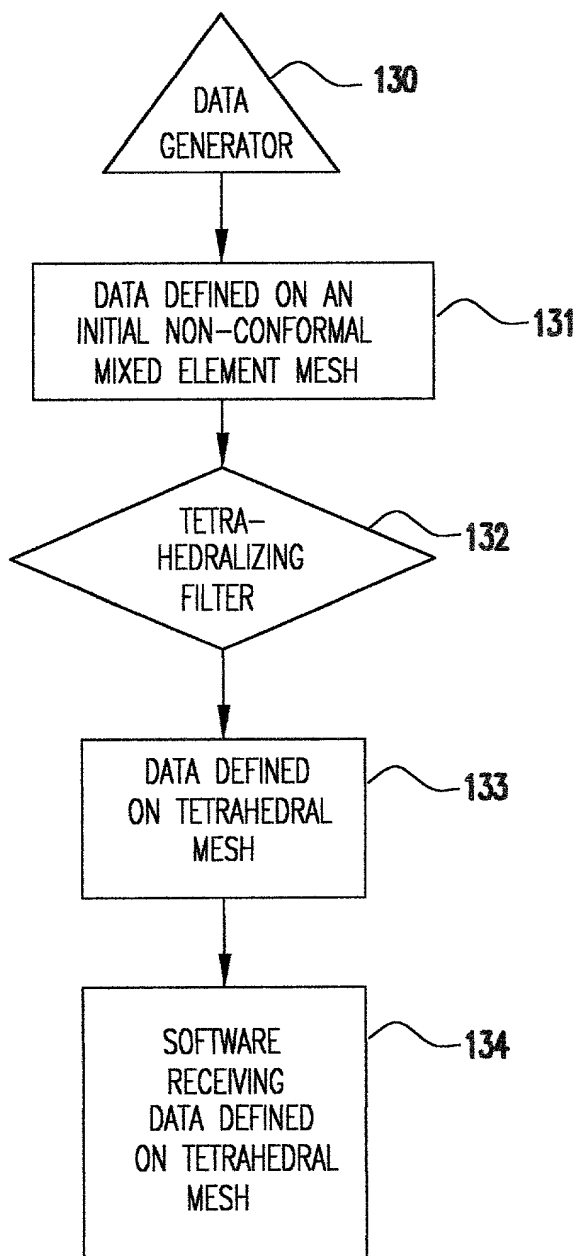 DATA
GENERATOR
130
DATA DEFINED ON AN
INITIAL NON-CONFORMAL
MIXED ELEMENT MESH
131
TETRA-
HEDRALIZING
FILTER
132
DATA DEFINED
ON TETRAHEDRAL
MESH
133
SOFTWARE
RECEIVING
DATA DEFINED
ON TETRAHEDRAL
MESH
134